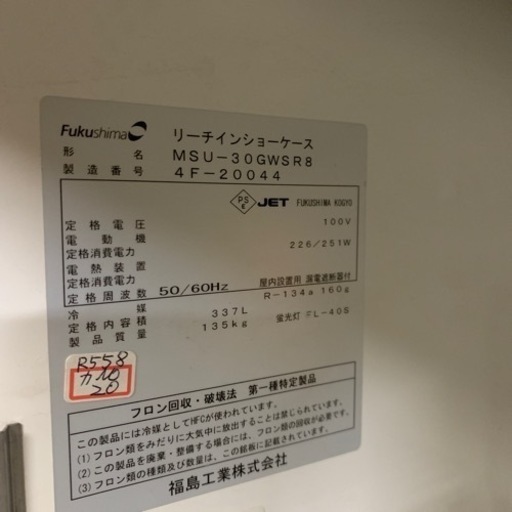 Fukushima リーチインショーケース
形名 MSU-30GWSR8
製造番号 4F-20044
PS E JET FUKUSHIMA KOGYO
定格電圧 100V
電動機
定格消費電力 226/251W
電熱装置
定格消費電力 屋内設置用 漏電遮断器付
定格周波数 50/60Hz R-134a 160g
冷媒
定格内容積 337L 蛍光灯 FL-40S
製品質量 135kg
R558
カNO
20
フロン回収・破壊法 第一種特定製品
この製品には冷媒としてHFCが使われています。
(1) フロン類をみだりに大気中に放出することは禁じられています。
(2) この製品を廃棄・整備する場合には、フロン類の回収が必要です。
(3) フロン類の種類及び数量は、この銘板に記載されています。
福島工業株式会社